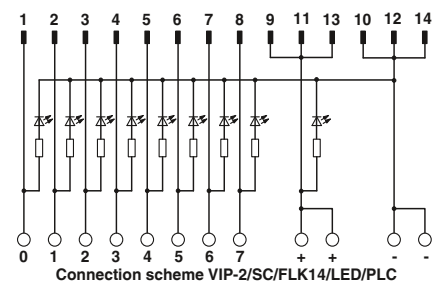 1 2 3 4 5 6 7 8 9 11 13 10 12 14
0 1 2 3 4 5 6 7 + + - -
Connection scheme VIP-2/SC/FLK14/LED/PLC